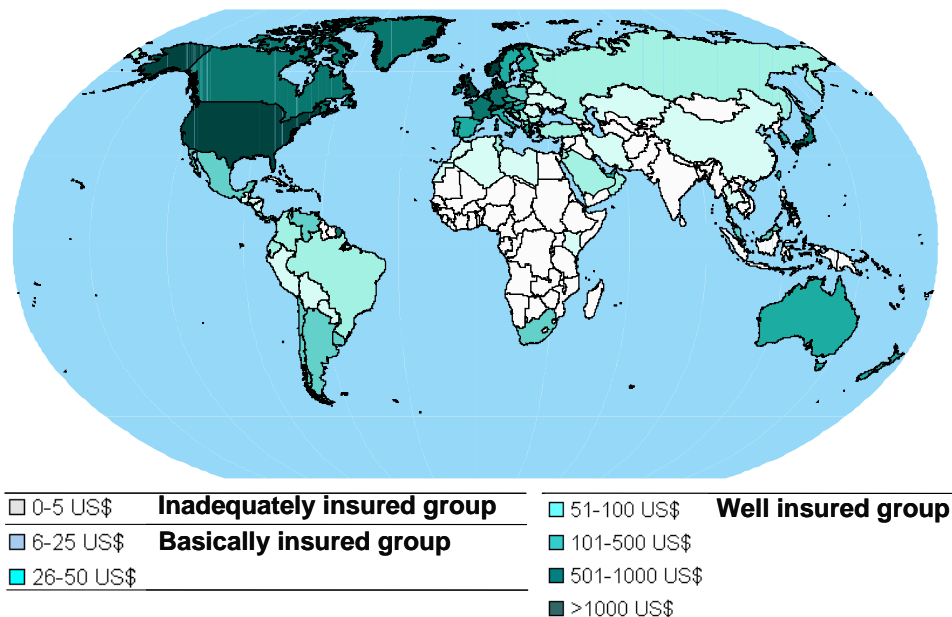 0-5 US$ Inadequately insured group
6-25 US$ Basically insured group
26-50 US$
51-100 US$ Well insured group
101-500 US$
501-1000 US$
>1000 US$